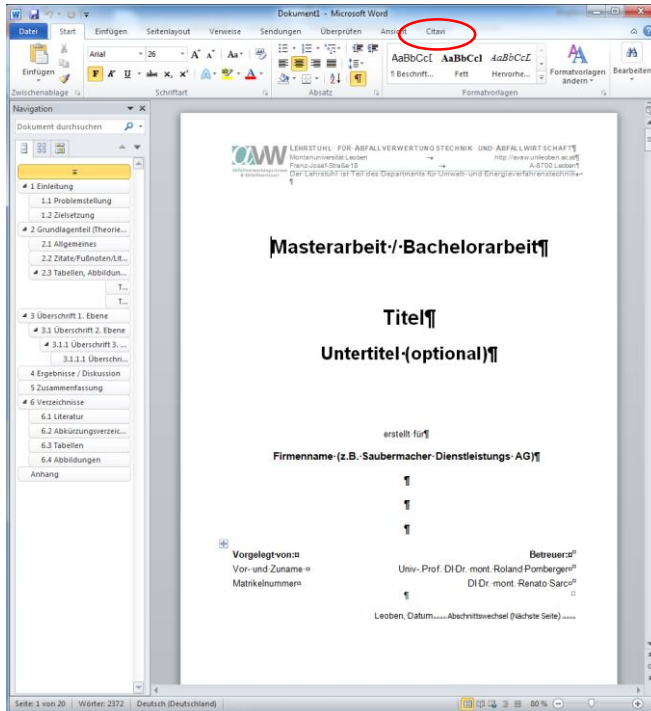 Dokument1 - Microsoft Word
Datei Start Einfügen Seitenlayout Verweise Sendungen Überprüfen Ansicht Citavi
Arial 26 A A Aa
AaBbCcI AaBbCcI AaBbCcL
Einfügen F K U abc x, x² A
¶ Beschrift... Fett Hervorhe... Formatvorlagen ändern Bearbeiten
Zwischenablage Schriftart Absatz Formatvorlagen
Navigation
Dokument durchsuchen
1 Einleitung
1.1 Problemstellung
1.2 Zielsetzung
2 Grundlagenteil (Theorie...
2.1 Allgemeines
2.2 Zitate/Fußnoten/Lit...
2.3 Tabellen, Abbildun...
T...
T...
3 Überschrift 1. Ebene
3.1 Überschrift 2. Ebene
3.1.1 Überschrift 3. ...
3.1.1.1 Überschri...
4 Ergebnisse / Diskussion
5 Zusammenfassung
6 Verzeichnisse
6.1 Literatur
6.2 Abkürzungsverzeic...
6.3 Tabellen
6.4 Abbildungen
Anhang
LEHRSTUHL FÜR ABFALLVERWERTUNGSTECHNIK UND ABFALLWIRTSCHAFT¶
Montanuniversität Leoben → http://www.unileoben.ac.at¶
Franz-Josef-Straße 18 → A-8700 Leoben¶
Der Lehrstuhl ist Teil des Departments für Umwelt- und Energieverfahrenstechnik
¶
Masterarbeit·/·Bachelorarbeit¶
Titel¶
Untertitel·(optional)¶
erstellt·für¶
Firmenname·(z.B.·Saubermacher·Dienstleistungs·AG)¶
¶
¶
¶
Vorgelegt·von:¤ Betreuer:¤
Vor-·und·Zuname·¤ Univ.-Prof.·DI·Dr.·mont.·Roland·Pomberger¤
Matrikelnummer¤ DI·Dr.·mont.·Renato·Sarc¤
¶
Leoben,·Datum Abschnittswechsel (Nächste Seite)
Seite: 1 von 20 Wörter: 2372 Deutsch (Deutschland) 80 %